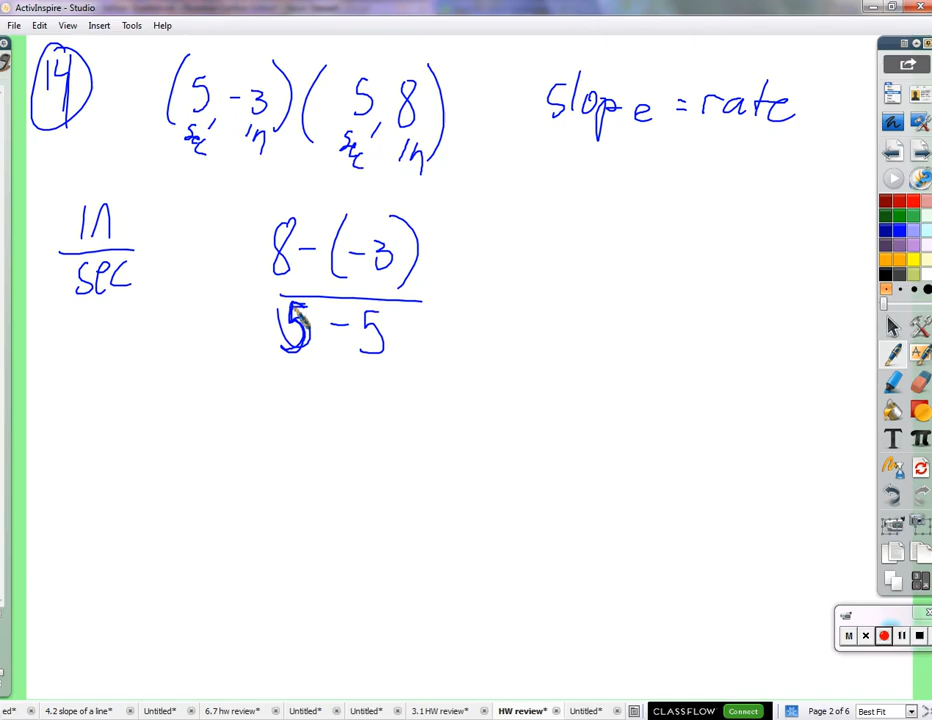 ActivInspire - Studio
File Edit View Insert Tools Help
14 (5, -3) (5, 8) slope = rate
sec in sec in
in 8 - (-3)
sec 5 - 5
M
ed* 4.2 slope of a line* Untitled* 6.7 hw review* Untitled* Untitled* 3.1 HW review* HW review* Untitled* CLASSFLOW Connect Page 2 of 6 Best Fit